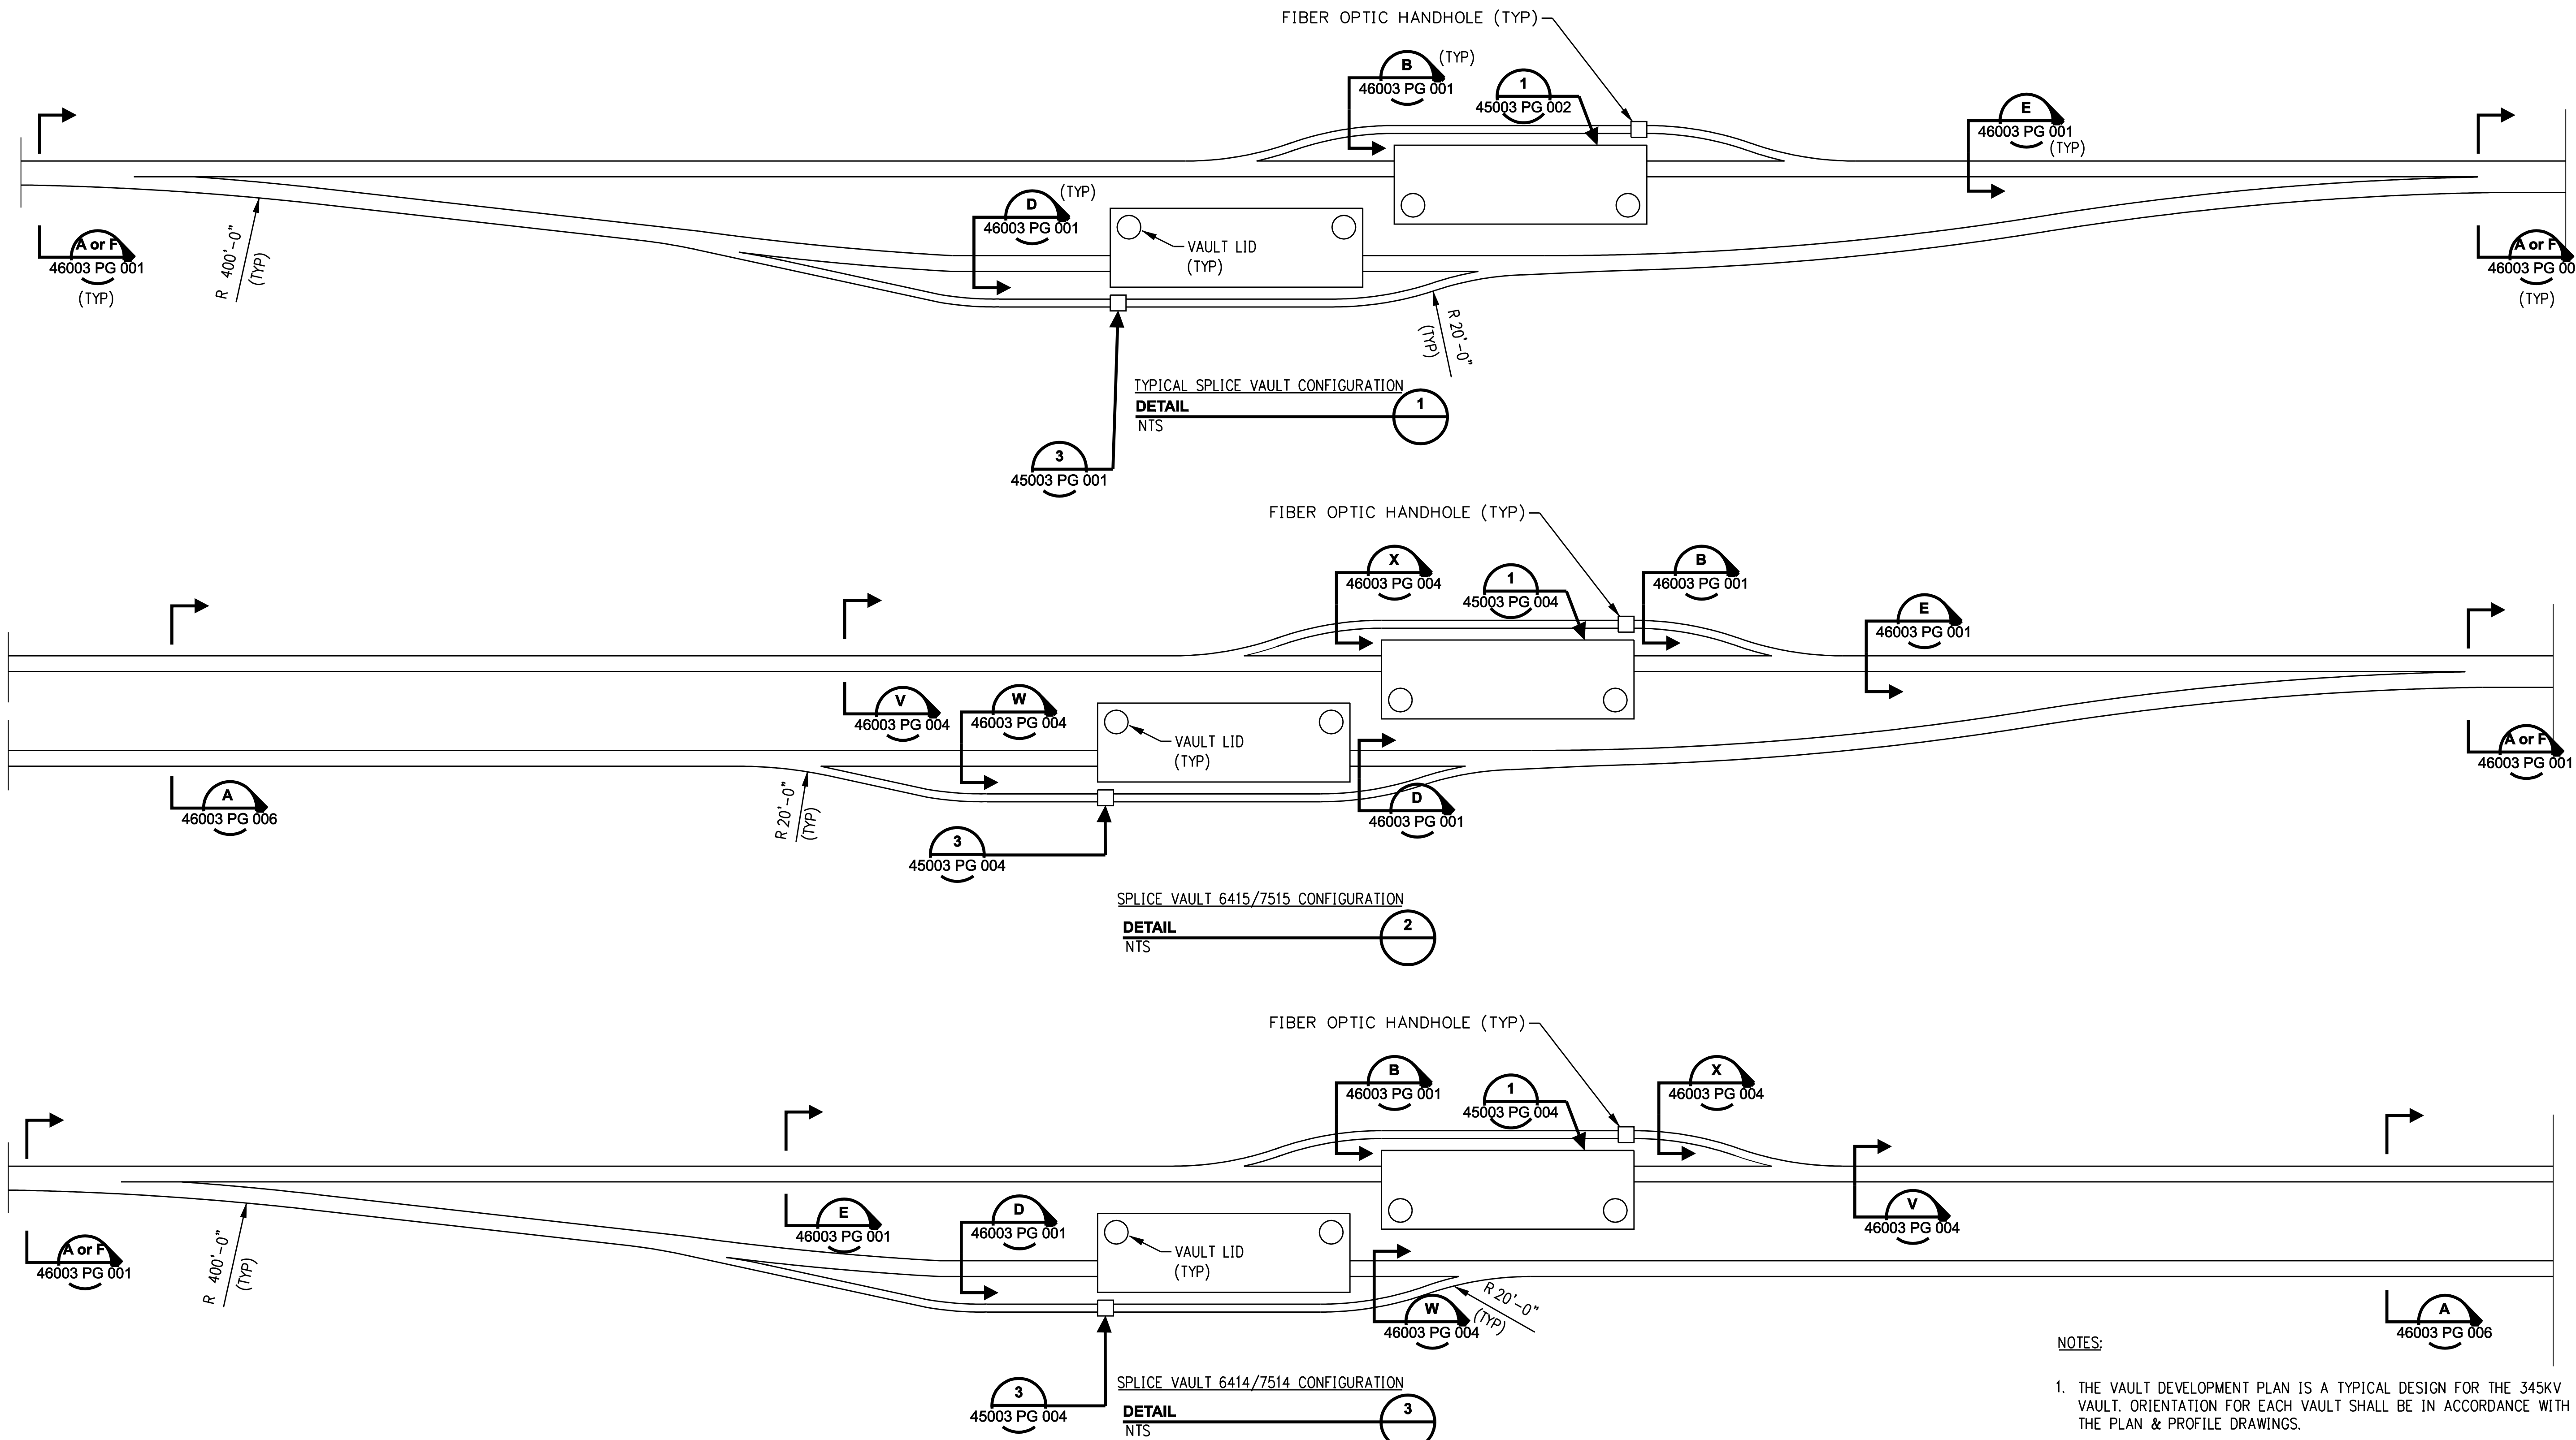 FIBER OPTIC HANDHOLE (TYP)
B
(TYP)
46003 PG 001
1
45003 PG 002
E
46003 PG 001
(TYP)
A or F
46003 PG 001
(TYP)
R 400'-0"
(TYP)
D
(TYP)
46003 PG 001
VAULT LID
(TYP)
R 20'-0"
(TYP)
A or F
46003 PG 00
(TYP)
TYPICAL SPLICE VAULT CONFIGURATION
DETAIL
1
NTS
3
45003 PG 001
FIBER OPTIC HANDHOLE (TYP)
X
46003 PG 004
1
45003 PG 004
B
46003 PG 001
E
46003 PG 001
V
46003 PG 004
W
46003 PG 004
VAULT LID
(TYP)
A or F
46003 PG 001
A
46003 PG 006
R 20'-0"
(TYP)
D
46003 PG 001
3
45003 PG 004
SPLICE VAULT 6415/7515 CONFIGURATION
DETAIL
2
NTS
FIBER OPTIC HANDHOLE (TYP)
B
46003 PG 001
1
45003 PG 004
X
46003 PG 004
E
46003 PG 001
D
46003 PG 001
V
46003 PG 004
A or F
46003 PG 001
R 400'-0"
(TYP)
VAULT LID
(TYP)
W
46003 PG 004
R 20'-0"
(TYP)
A
46003 PG 006
3
45003 PG 004
SPLICE VAULT 6414/7514 CONFIGURATION
DETAIL
3
NTS
NOTES:
1. THE VAULT DEVELOPMENT PLAN IS A TYPICAL DESIGN FOR THE 345KV
VAULT. ORIENTATION FOR EACH VAULT SHALL BE IN ACCORDANCE WITH
THE PLAN & PROFILE DRAWINGS.